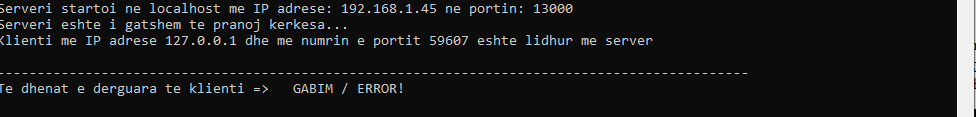 Serveri startoi ne localhost me IP adrese: 192.168.1.45 ne portin: 13000
Serveri eshte i gatshem te pranoj kerkesa...
Klienti me IP adrese 127.0.0.1 dhe me numrin e portit 59607 eshte lidhur me server
----------------------------------------------------------------------------------------------
Te dhenat e derguara te klienti =>   GABIM / ERROR!